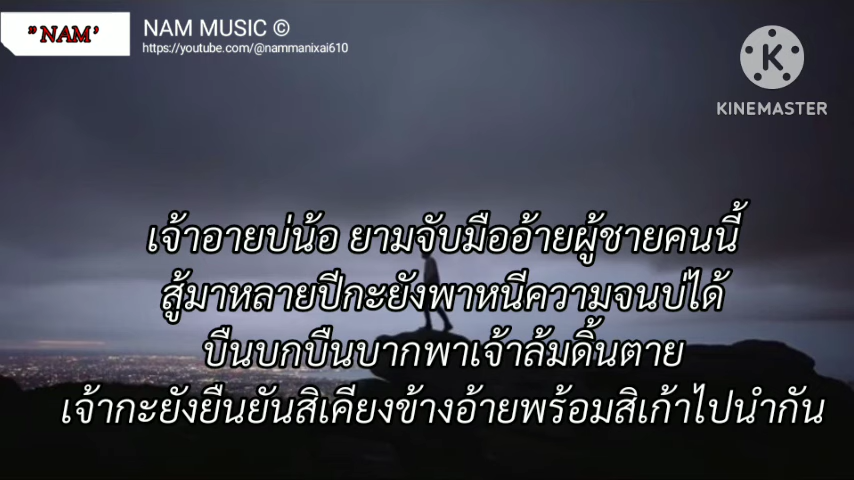 " NAM '
NAM MUSIC ©
https://youtube.com/@nammanixai610
K
KINEMASTER
เจ้าอายบ่น้อ ยามจับมืออ้ายผู้ชายคนนี้
สู้มาหลายปีกะยังพาหนีความจนบ่ได้
บืนบกบืนบากพาเจ้าล้มดิ้นตาย
เจ้ากะยังยืนยันสิเคียงข้างอ้ายพร้อมสิเก้าไปนำกัน